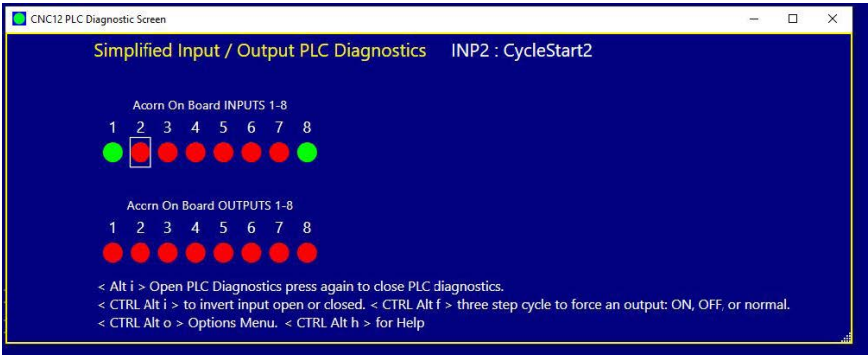 CNC12 PLC Diagnostic Screen
Simplified Input / Output PLC Diagnostics INP2 : CycleStart2
Acorn On Board INPUTS 1-8
1 2 3 4 5 6 7 8
Accrn On Board OUTPUTS 1-8
1 2 3 4 5 6 7 8
< Alt i > Open PLC Diagnostics press again to close PLC diagnostics.
< CTRL Alt i > to invert input open or closed. < CTRL Alt f > three step cycle to force an output: ON, OFF, or normal.
< CTRL Alt o > Options Menu. < CTRL Alt h > for Help